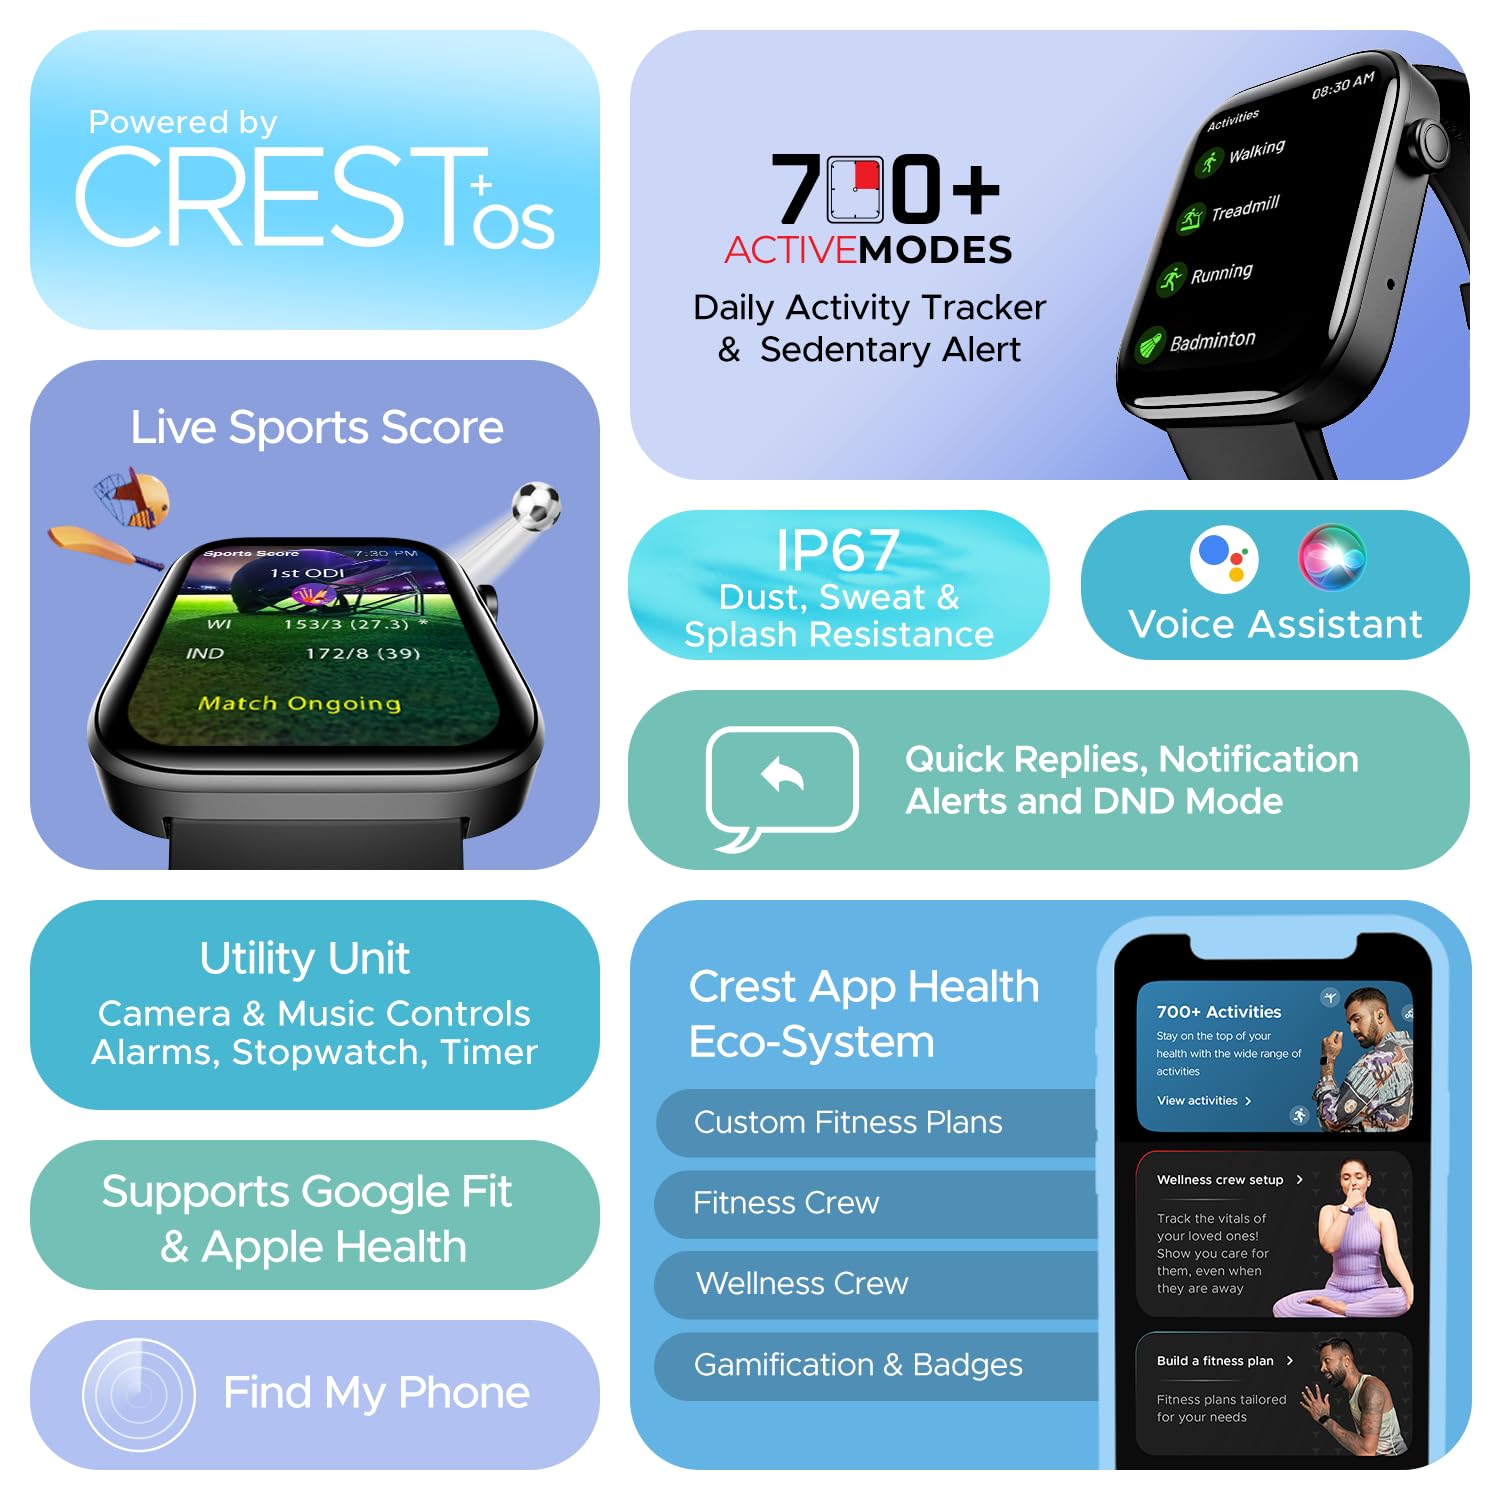 Powered by
CREST+OS
700+
ACTIVEMODES
Daily Activity Tracker
& Sedentary Alert
08:30 AM
Activities
Walking
Treadmill
Running
Badminton
Live Sports Score
Sports Score 7:30 PM
1st ODI
WI 153/3 (27.3) *
IND 172/8 (39)
Match Ongoing
IP67
Dust, Sweat &
Splash Resistance
Voice Assistant
Quick Replies, Notification
Alerts and DND Mode
Utility Unit
Camera & Music Controls
Alarms, Stopwatch, Timer
Supports Google Fit
& Apple Health
Find My Phone
Crest App Health
Eco-System
Custom Fitness Plans
Fitness Crew
Wellness Crew
Gamification & Badges
700+ Activities
Stay on the top of your
health with the wide range of
activities
View activities >
Wellness crew setup >
Track the vitals of
your loved ones!
Show you care for
them, even when
they are away
Build a fitness plan >
Fitness plans tailored
for your needs